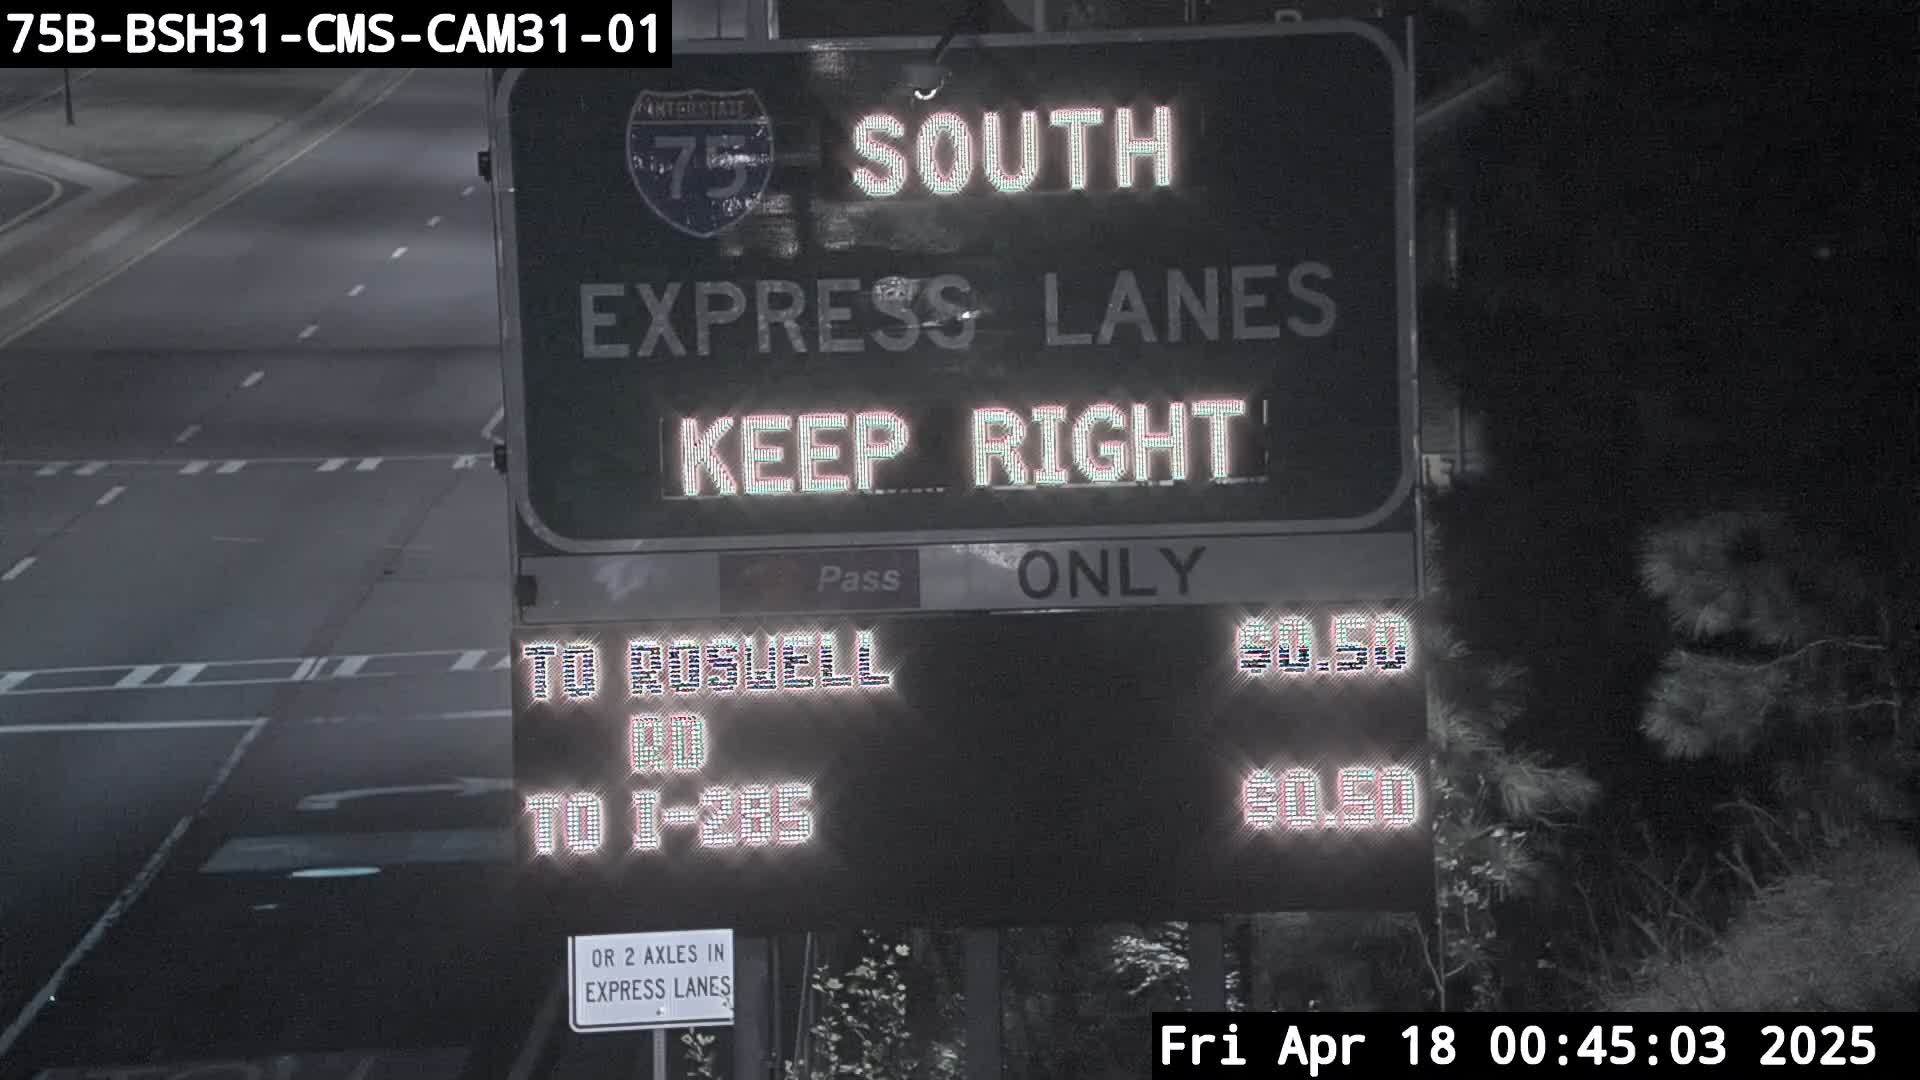 75B-BSH31-CMS-CAM31-01
INTERSTATE
75
SOUTH
EXPRESS LANES
KEEP RIGHT
Pass ONLY
TO ROSWELL $0.50
RD
TO I-285 $0.50
OR 2 AXLES IN
EXPRESS LANES
Fri Apr 18 00:45:03 2025